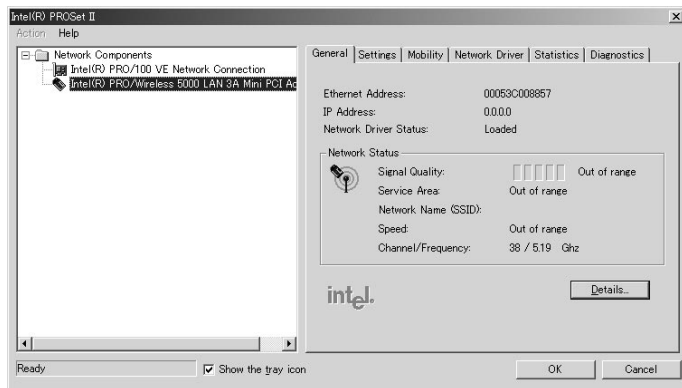 Intel(R) PROSet II
Action Help
Network Components
Intel(R) PRO/100 VE Network Connection
Intel(R) PRO/Wireless 5000 LAN 3A Mini PCI Ad
General Settings Mobility Network Driver Statistics Diagnostics
Ethernet Address: 00053C008857
IP Address: 0.0.0.0
Network Driver Status: Loaded
Network Status
Signal Quality: Out of range
Service Area: Out of range
Network Name (SSID):
Speed: Out of range
Channel/Frequency: 38 / 5.19 Ghz
intel.
Details...
Ready
Show the tray icon
OK Cancel